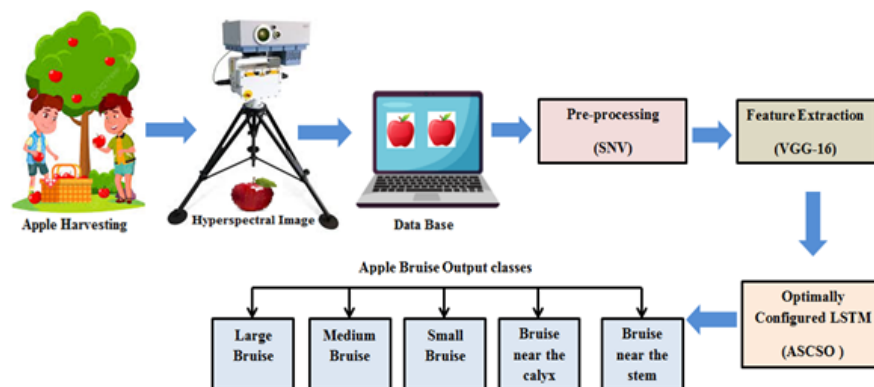 Apple Harvesting
Hyperspectral Image
Data Base
Pre-processing
(SNV)
Feature Extraction
(VGG-16)
Optimally
Configured LSTM
(ASCSO )
Apple Bruise Output classes
Large
Bruise
Medium
Bruise
Small
Bruise
Bruise
near the
calyx
Bruise
near the
stem